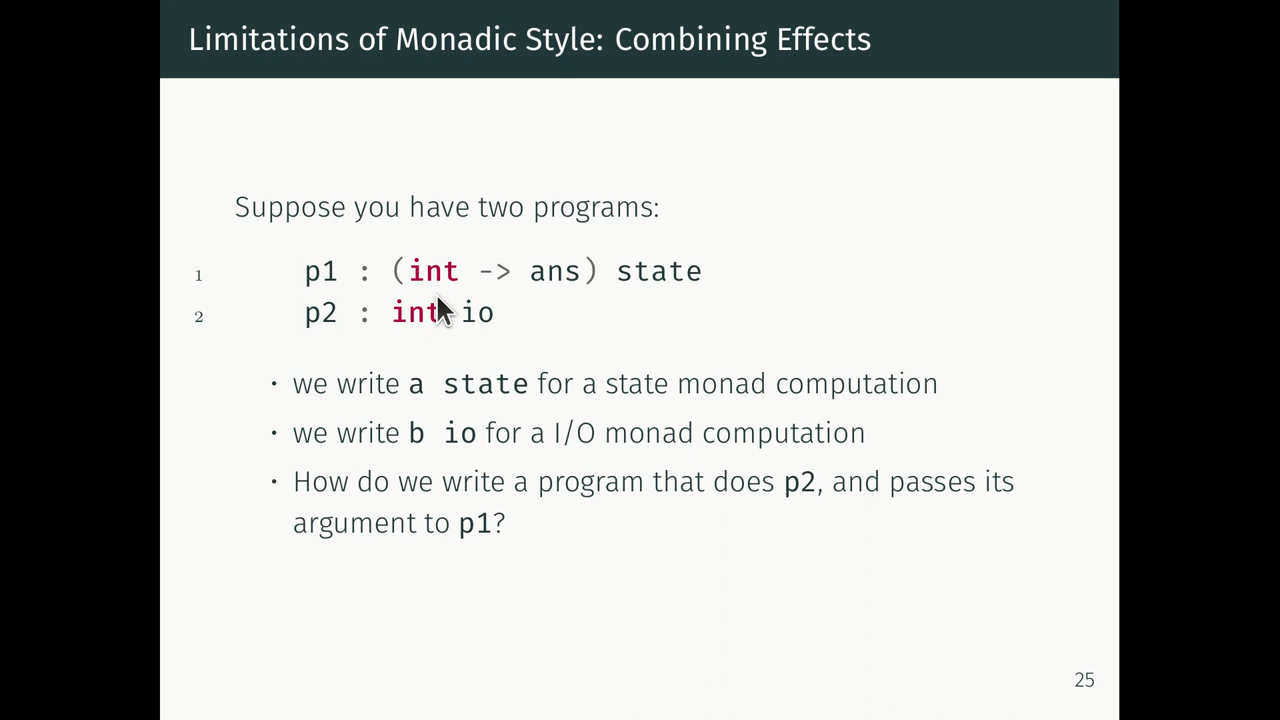 Limitations of Monadic Style: Combining Effects
Suppose you have two programs:
1 p1 : (int -> ans) state
2 p2 : int io
· we write a state for a state monad computation
· we write b io for a I/O monad computation
· How do we write a program that does p2, and passes its
argument to p1?
25